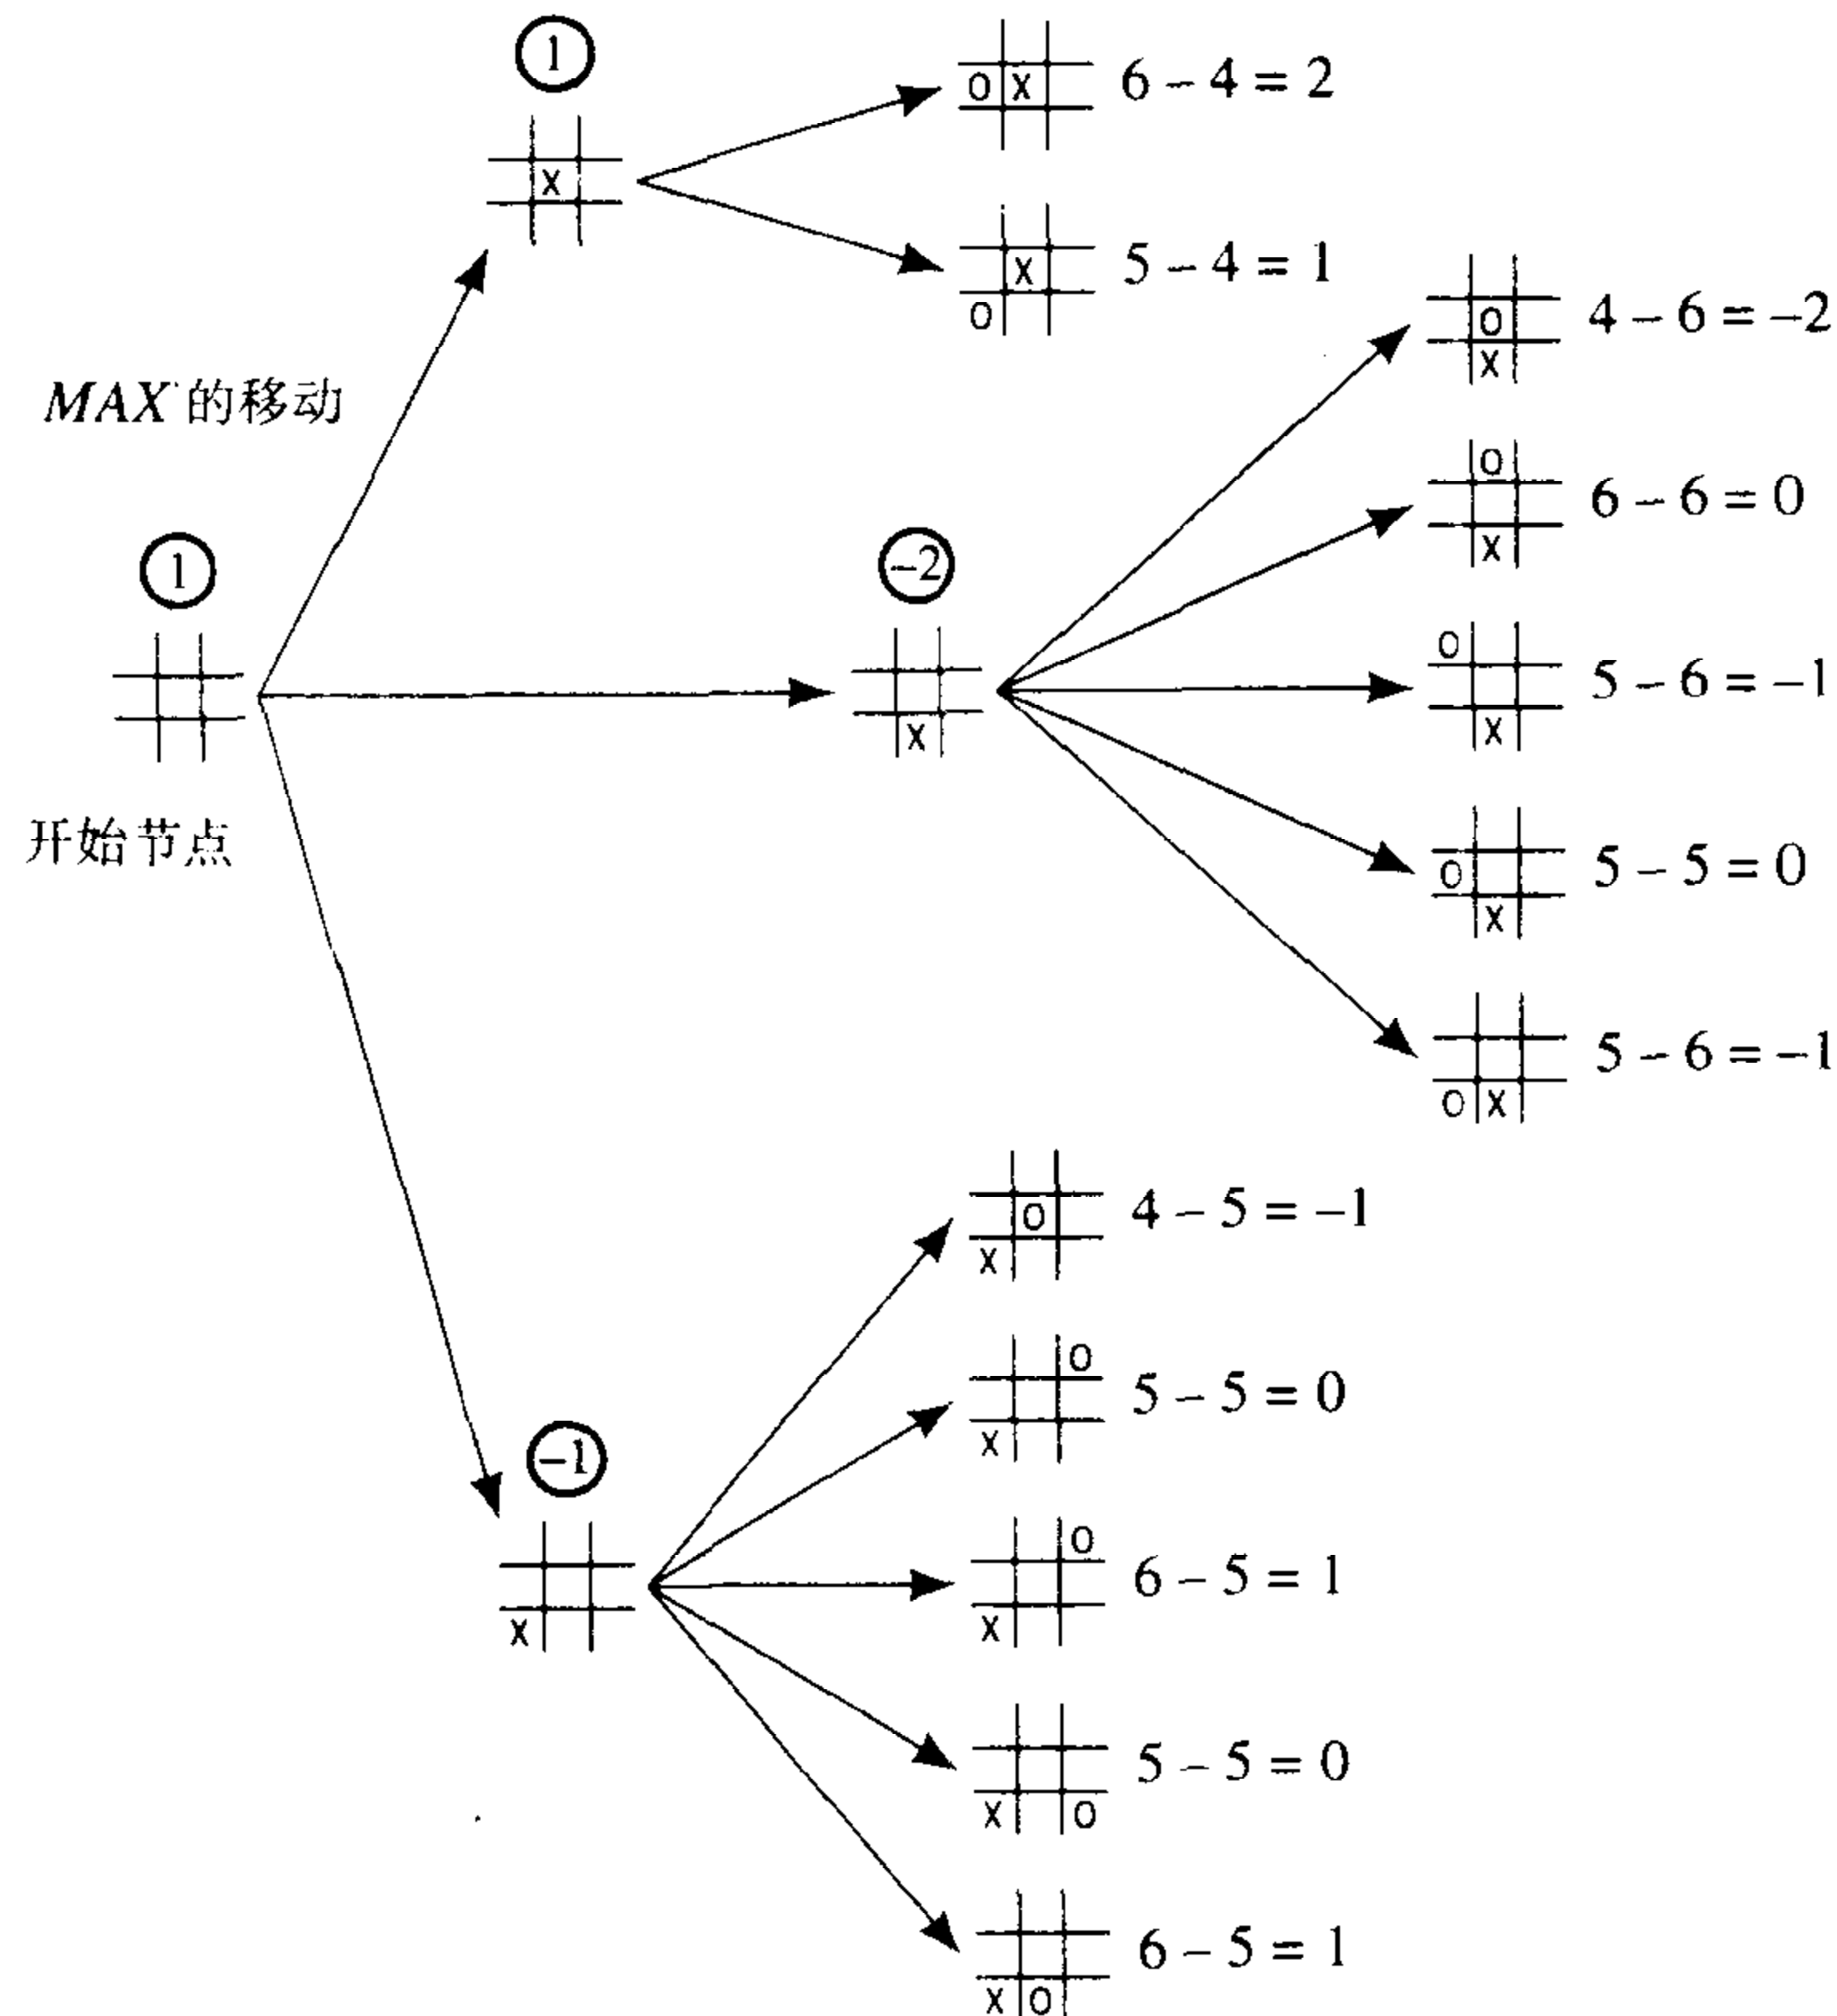 1
O X 6 – 4 = 2
X
X 5 – 4 = 1
O
MAX 的移动
O 4 – 6 = –2
X
O 6 – 6 = 0
X
1
–2
O 5 – 6 = –1
X
X
开始节点
O 5 – 5 = 0
X
5 – 6 = –1
O X
O 4 – 5 = –1
X
O
5 – 5 = 0
X
–1
O
6 – 5 = 1
X
X
5 – 5 = 0
X O
6 – 5 = 1
X O